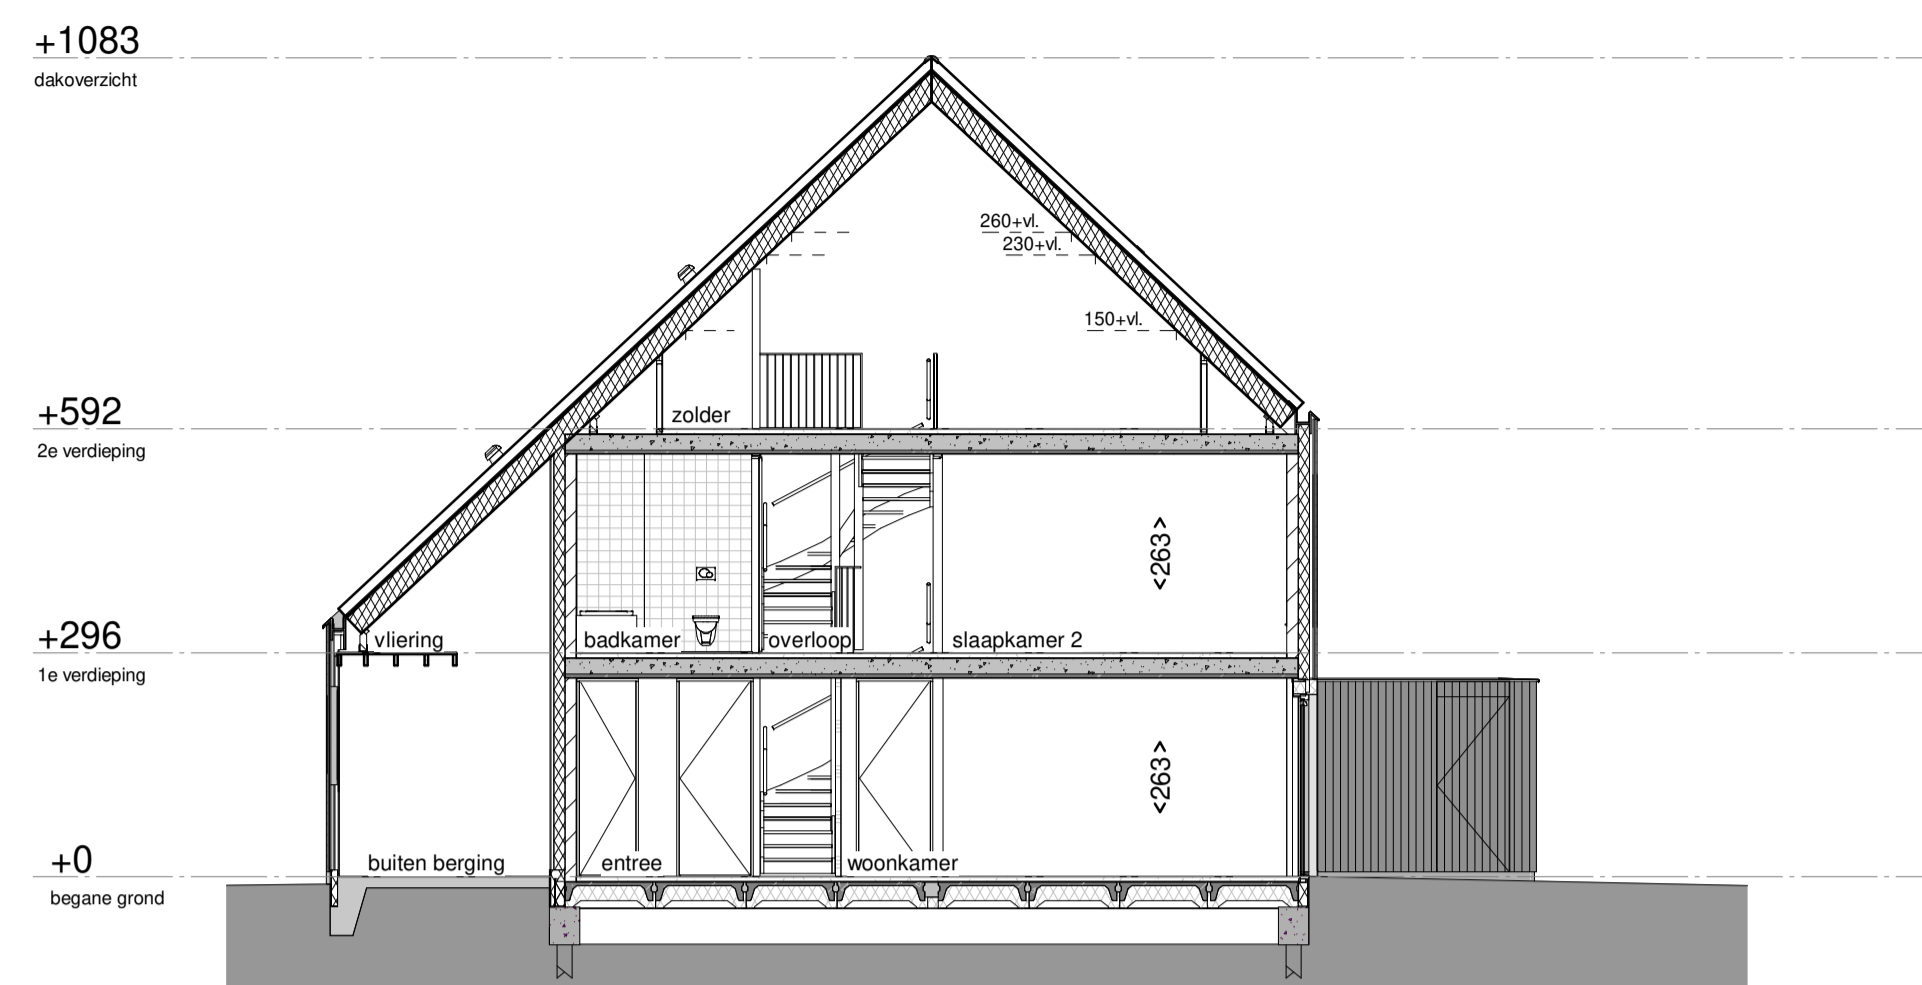 +1083
dakoverzicht
260+vl.
230+vl.
150+vl.
+592
2e verdieping
zolder
<263>
+296
1e verdieping
vliering
badkamer
overloop
slaapkamer 2
<263>
+0
begane grond
buiten berging
entree
woonkamer